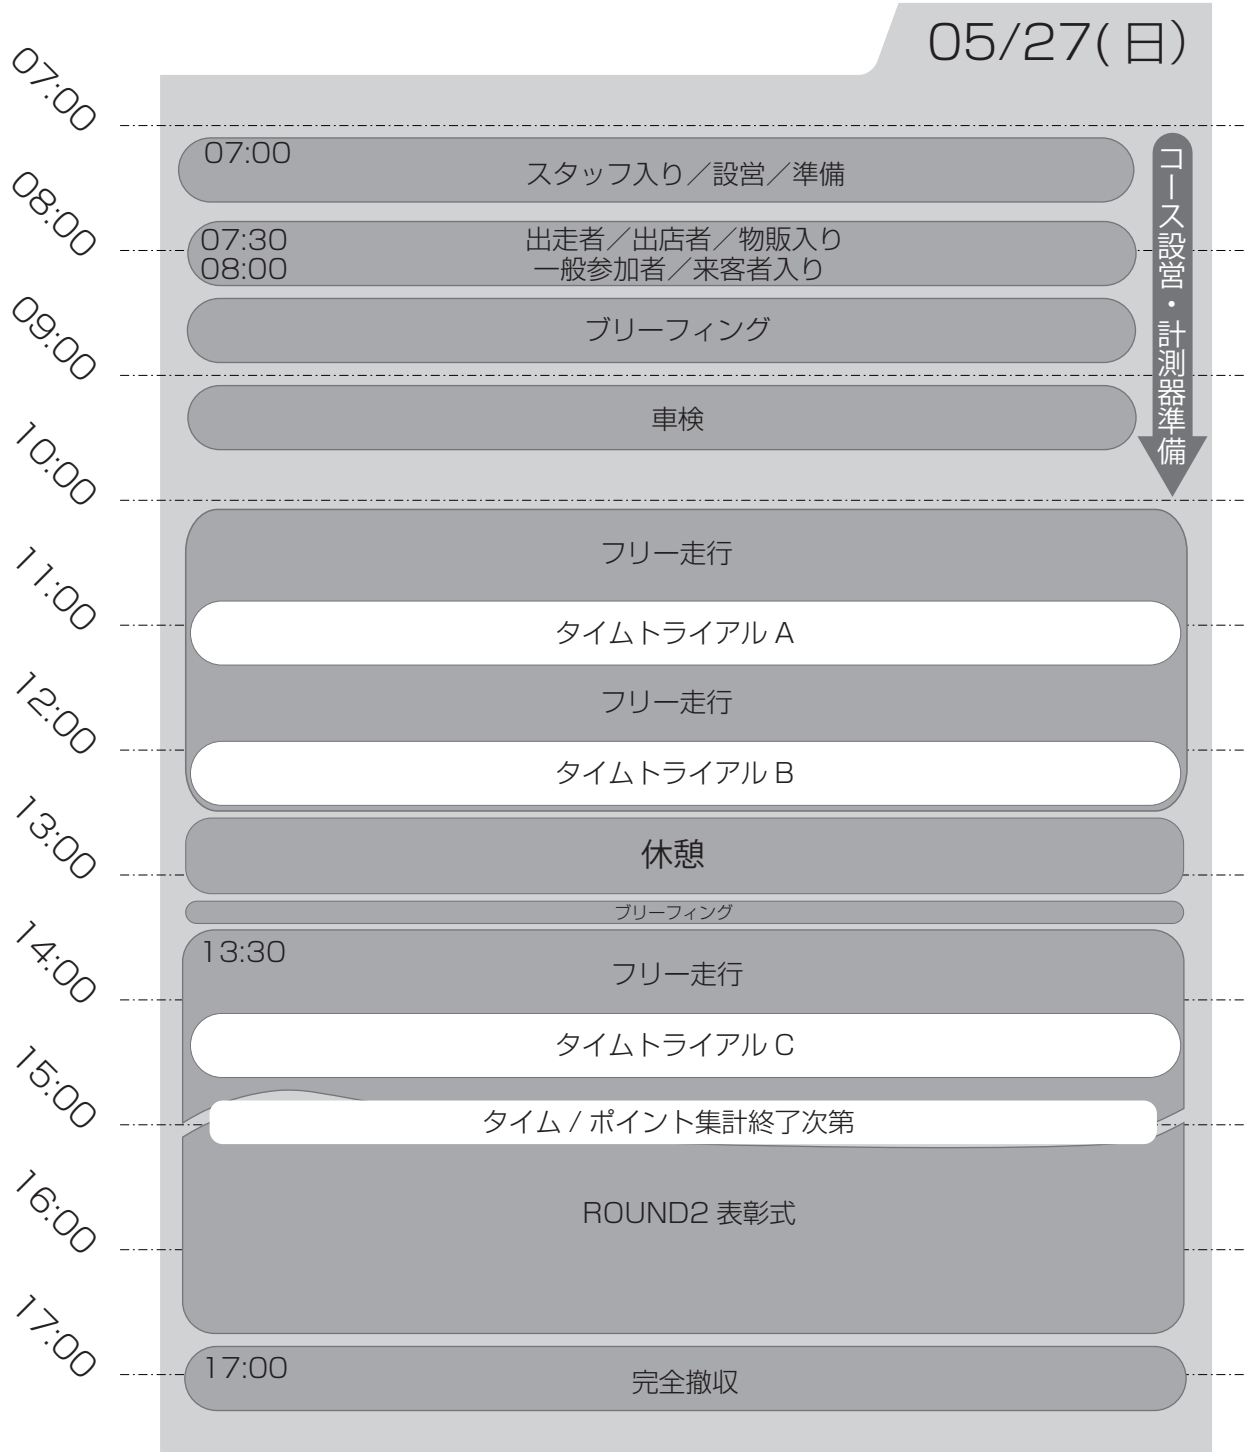 05/27(日)
07:00
08:00
09:00
10:00
11:00
12:00
13:00
14:00
15:00
16:00
17:00
07:00
スタッフ入り／設営／準備
07:30 出走者／出店者／物販入り
08:00 一般参加者／来客者入り
ブリーフィング
車検
コース設営・計測器準備
フリー走行
タイムトライアル A
フリー走行
タイムトライアル B
休憩
ブリーフィング
13:30
フリー走行
タイムトライアル C
タイム / ポイント集計終了次第
ROUND2 表彰式
17:00
完全撤収